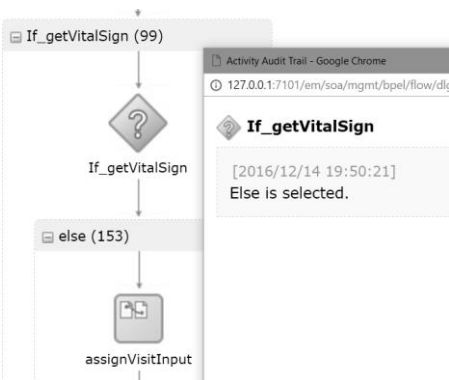 If_getVitalSign (99)
If_getVitalSign
else (153)
assignVisitInput
Activity Audit Trail - Google Chrome
127.0.0.1:7101/em/soa/mgmt/bpel/flow/dlg
If_getVitalSign
[2016/12/14 19:50:21]
Else is selected.